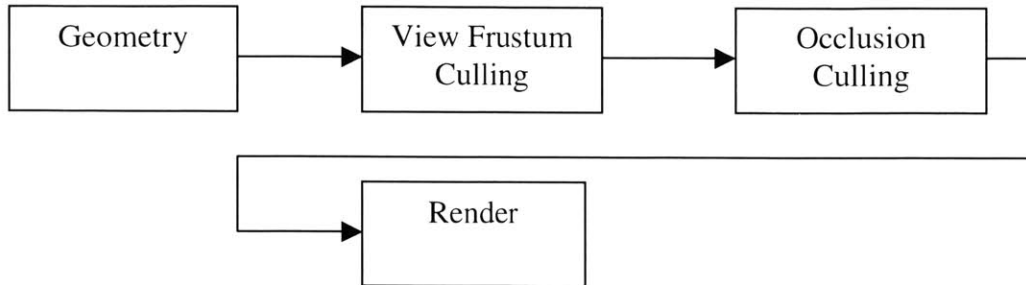 Geometry
View Frustum
Culling
Occlusion
Culling
Render